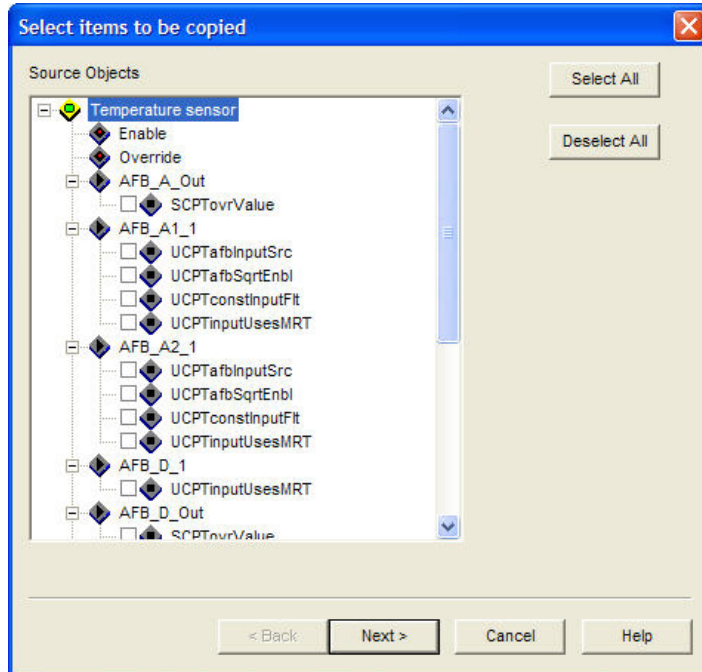 Select items to be copied
Source Objects
Select All
Temperature sensor
Enable
Deselect All
Override
AFB_A_Out
SCPTovrValue
AFB_A1_1
UCPTafbInputSrc
UCPTafbSqrtEnbl
UCPTconstInputFlt
UCPTinputUsesMRT
AFB_A2_1
UCPTafbInputSrc
UCPTafbSqrtEnbl
UCPTconstInputFlt
UCPTinputUsesMRT
AFB_D_1
UCPTinputUsesMRT
AFB_D_Out
SCPTovrValue
< Back Next > Cancel Help